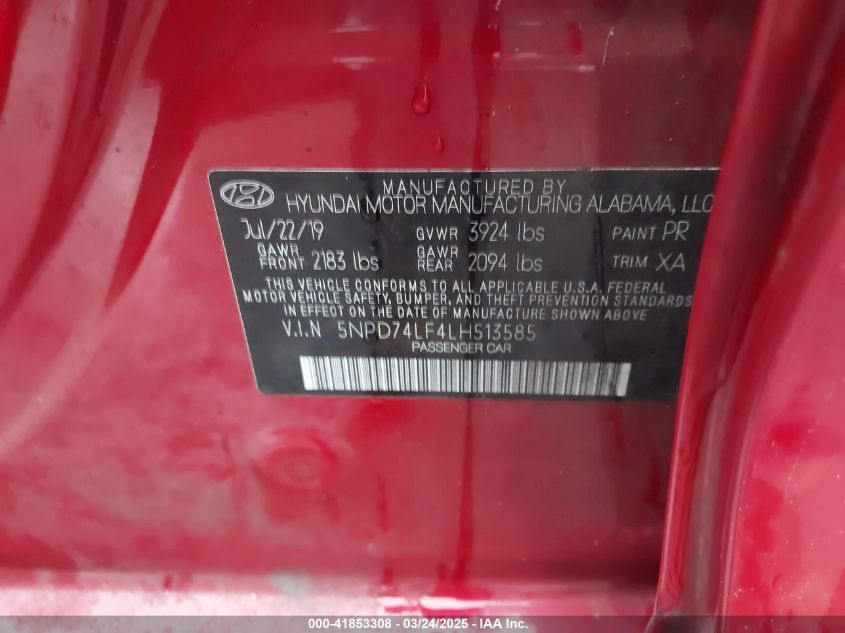 MANUFACTURED BY
HYUNDAI MOTOR MANUFACTURING ALABAMA, LLC
Jul/22/19 GVWR 3924 lbs PAINT PR
GAWR FRONT 2183 lbs GAWR REAR 2094 lbs TRIM XA
THIS VEHICLE CONFORMS TO ALL APPLICABLE U.S.A. FEDERAL
MOTOR VEHICLE SAFETY, BUMPER, AND THEFT PREVENTION STANDARDS
IN EFFECT ON THE DATE OF MANUFACTURE SHOWN ABOVE.
V.I.N 5NPD74LF4LH513585
PASSENGER CAR
000-41853308 - 03/24/2025 - IAA Inc.